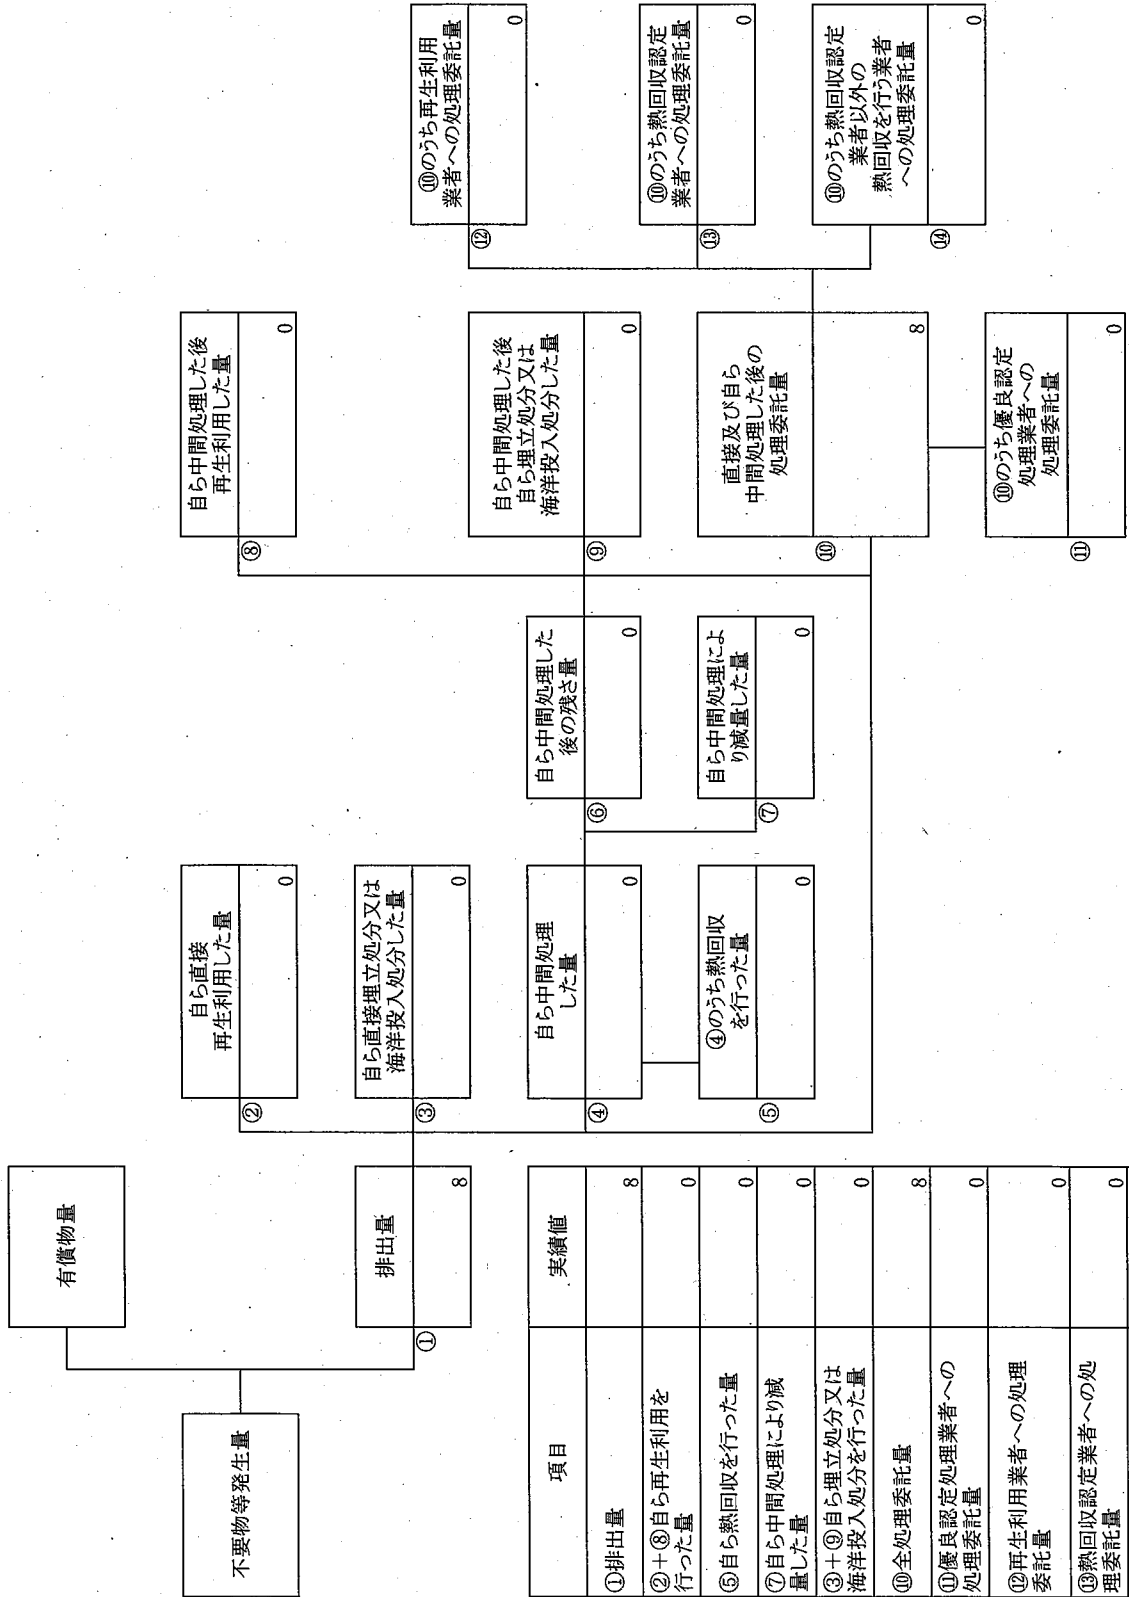 有償物量
不要物等発生量
排出量
①
8
自ら直接
再生利用した量
②
0
自ら直接埋立処分又は
海洋投入処分した量
③
0
自ら中間処理
した量
④
0
④のうち熱回収
を行った量
⑤
0
自ら中間処理した
後の残さ量
⑥
0
自ら中間処理によ
り減量した量
⑦
0
自ら中間処理した後
再生利用した量
⑧
0
自ら中間処理した後
自ら埋立処分又は
海洋投入処分した量
⑨
0
直接及び自ら
中間処理した後の
処理委託量
⑩
8
⑩のうち優良認定
処理業者への
処理委託量
⑪
0
⑩のうち再生利用
業者への処理委託量
⑫
0
⑩のうち熱回収認定
業者への処理委託量
⑬
0
⑩のうち熱回収認定
業者以外の
熱回収を行う業者
への処理委託量
⑭
0
項目 実績値
①排出量 8
②+⑧自ら再生利用を
行った量 0
⑤自ら熱回収を行った量 0
⑦自ら中間処理により減
量した量 0
③+⑨自ら埋立処分又は
海洋投入処分を行った量 0
⑩全処理委託量 8
⑪優良認定処理業者への
処理委託量 0
⑫再生利用業者への処理
委託量 0
⑬熱回収認定業者への処
理委託量 0